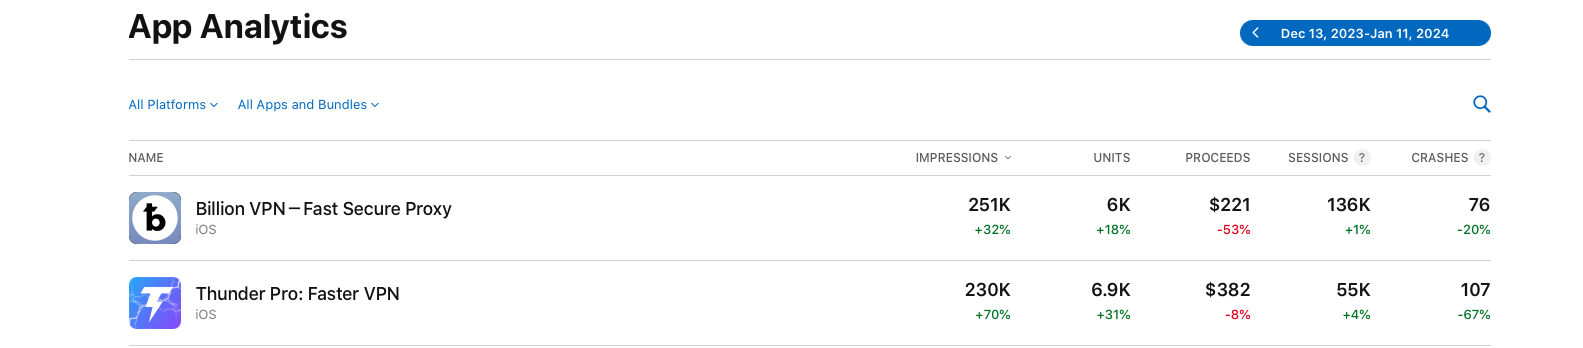 App Analytics
Dec 13, 2023-Jan 11, 2024
All Platforms All Apps and Bundles
NAME IMPRESSIONS UNITS PROCEEDS SESSIONS ? CRASHES ?
Billion VPN – Fast Secure Proxy 251K 6K $221 136K 76
iOS +32% +18% -53% +1% -20%
Thunder Pro: Faster VPN 230K 6.9K $382 55K 107
iOS +70% +31% -8% +4% -67%